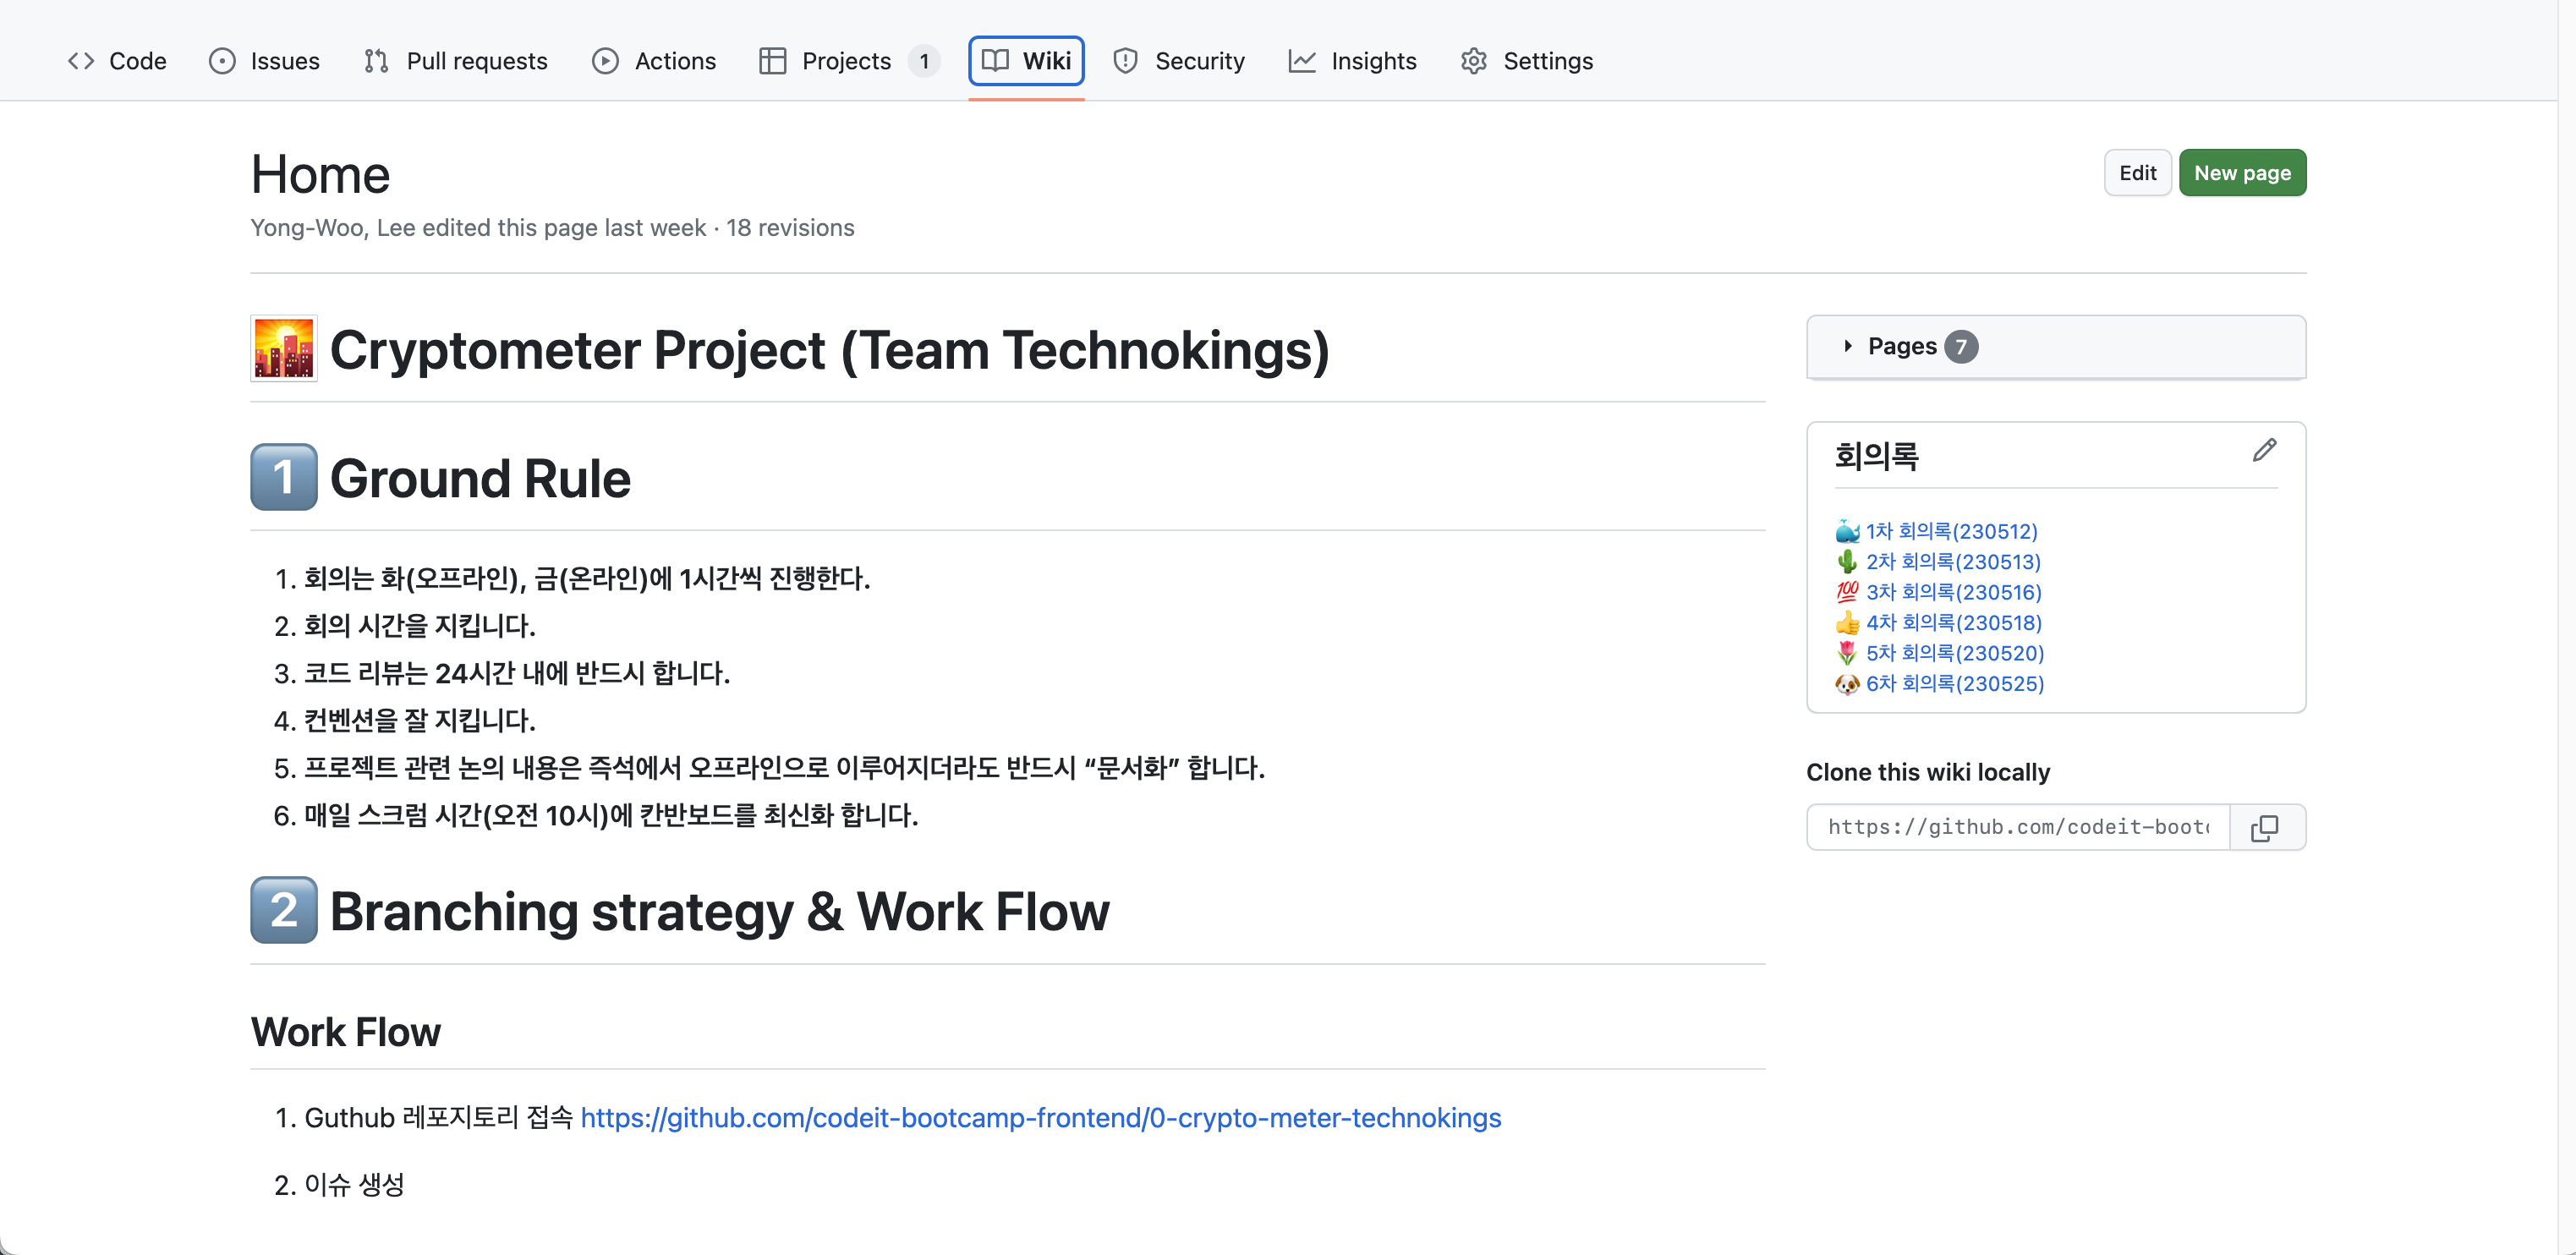 Code Issues Pull requests Actions Projects 1 Wiki Security Insights Settings
Home
Edit New page
Yong-Woo, Lee edited this page last week · 18 revisions
Cryptometer Project (Team Technokings)
1 Ground Rule
1. 회의는 화(오프라인), 금(온라인)에 1시간씩 진행한다.
2. 회의 시간을 지킵니다.
3. 코드 리뷰는 24시간 내에 반드시 합니다.
4. 컨벤션을 잘 지킵니다.
5. 프로젝트 관련 논의 내용은 즉석에서 오프라인으로 이루어지더라도 반드시 “문서화” 합니다.
6. 매일 스크럼 시간(오전 10시)에 칸반보드를 최신화 합니다.
2 Branching strategy & Work Flow
Work Flow
1. Guthub 레포지토리 접속 https://github.com/codeit-bootcamp-frontend/0-crypto-meter-technokings
2. 이슈 생성
Pages 7
회의록
1차 회의록(230512)
2차 회의록(230513)
💯 3차 회의록(230516)
4차 회의록(230518)
5차 회의록(230520)
6차 회의록(230525)
Clone this wiki locally
https://github.com/codeit-bootc